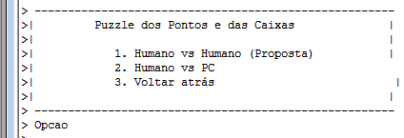 > ------------------------------------------------------
>|         Puzzle dos Pontos e das Caixas              |
>|                                                     |
>|            1. Humano vs Humano (Proposta)           |
>|            2. Humano vs PC                          |
>|            3. Voltar atrás                           |
>|                                                     |
> ------------------------------------------------------
> Opcao